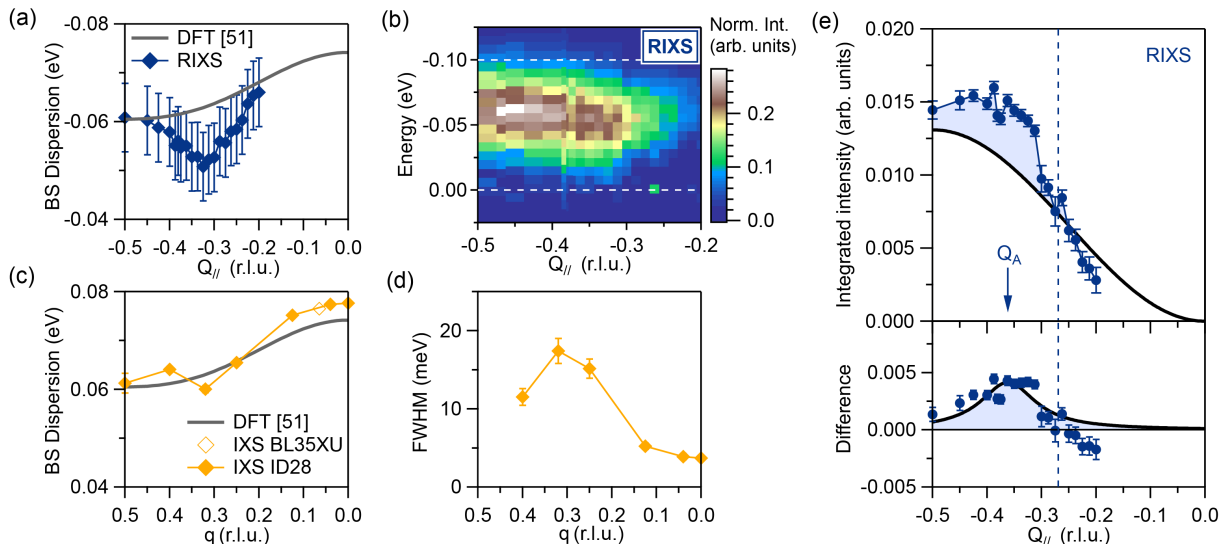 (a)
BS Dispersion (eV)
-0.08
-0.06
-0.04
DFT [51]
RIXS
-0.5 -0.4 -0.3 -0.2 -0.1 0.0
Q// (r.l.u.)
(b)
Energy (eV)
-0.10
-0.05
0.00
RIXS
Norm. Int.
(arb. units)
0.2
0.1
0.0
-0.5 -0.4 -0.3 -0.2
Q// (r.l.u.)
(c)
BS Dispersion (eV)
0.08
0.06
0.04
DFT [51]
IXS BL35XU
IXS ID28
0.5 0.4 0.3 0.2 0.1 0.0
q (r.l.u.)
(d)
FWHM (meV)
20
10
0
0.5 0.4 0.3 0.2 0.1 0.0
q (r.l.u.)
(e)
Integrated intensity (arb. units)
0.020
0.015
0.010
0.005
0.000
RIXS
QA
Difference
0.005
0.000
-0.005
-0.5 -0.4 -0.3 -0.2 -0.1 0.0
Q// (r.l.u.)